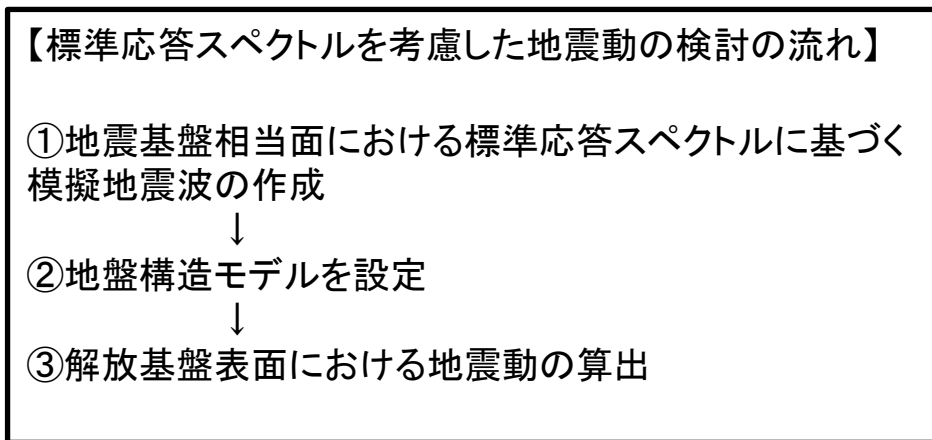 【標準応答スペクトルを考慮した地震動の検討の流れ】
①地震基盤相当面における標準応答スペクトルに基づく
模擬地震波の作成
↓
②地盤構造モデルを設定
↓
③解放基盤表面における地震動の算出